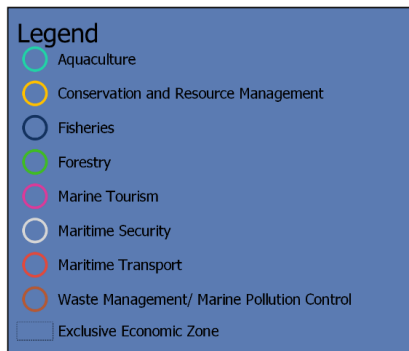 Legend
Aquaculture
Conservation and Resource Management
Fisheries
Forestry
Marine Tourism
Maritime Security
Maritime Transport
Waste Management/ Marine Pollution Control
Exclusive Economic Zone